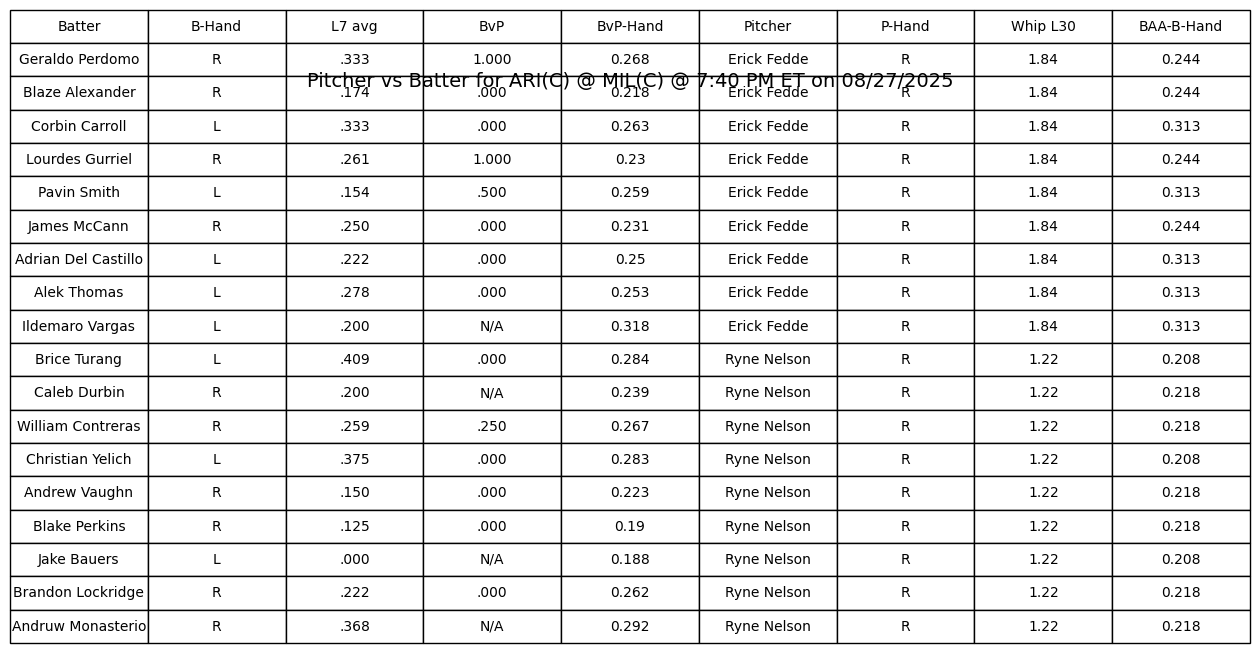 Batter B-Hand L7 avg BvP BvP-Hand Pitcher P-Hand Whip L30 BAA-B-Hand
Geraldo Perdomo R .333 1.000 0.268 Erick Fedde R 1.84 0.244
Pitcher vs Batter for ARI(C) @ MIL(C) @ 7:40 PM ET on 08/27/2025
Blaze Alexander R .174 .000 0.218 Erick Fedde R 1.84 0.244
Corbin Carroll L .333 .000 0.263 Erick Fedde R 1.84 0.313
Lourdes Gurriel R .261 1.000 0.23 Erick Fedde R 1.84 0.244
Pavin Smith L .154 .500 0.259 Erick Fedde R 1.84 0.313
James McCann R .250 .000 0.231 Erick Fedde R 1.84 0.244
Adrian Del Castillo L .222 .000 0.25 Erick Fedde R 1.84 0.313
Alek Thomas L .278 .000 0.253 Erick Fedde R 1.84 0.313
Ildemaro Vargas L .200 N/A 0.318 Erick Fedde R 1.84 0.313
Brice Turang L .409 .000 0.284 Ryne Nelson R 1.22 0.208
Caleb Durbin R .200 N/A 0.239 Ryne Nelson R 1.22 0.218
William Contreras R .259 .250 0.267 Ryne Nelson R 1.22 0.218
Christian Yelich L .375 .000 0.283 Ryne Nelson R 1.22 0.208
Andrew Vaughn R .150 .000 0.223 Ryne Nelson R 1.22 0.218
Blake Perkins R .125 .000 0.19 Ryne Nelson R 1.22 0.218
Jake Bauers L .000 N/A 0.188 Ryne Nelson R 1.22 0.208
Brandon Lockridge R .222 .000 0.262 Ryne Nelson R 1.22 0.218
Andruw Monasterio R .368 N/A 0.292 Ryne Nelson R 1.22 0.218